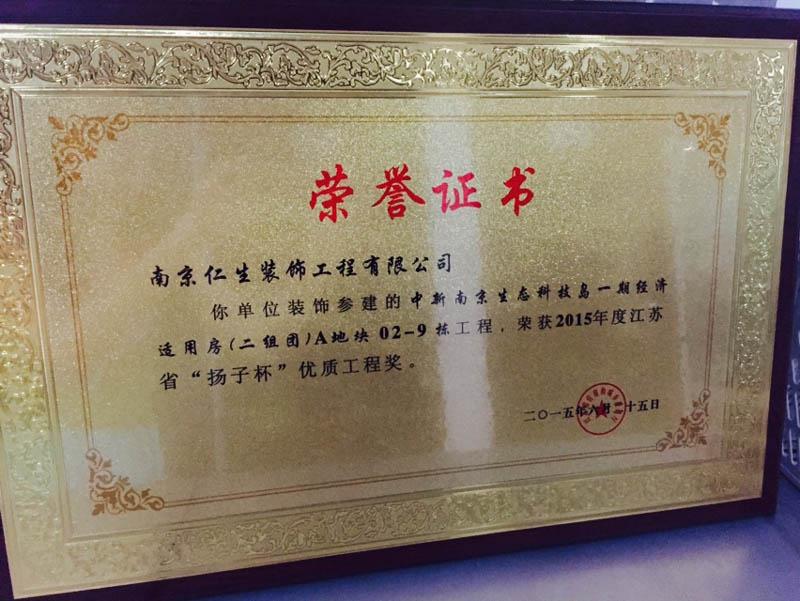 荣誉证书
南京仁生装饰工程有限公司
你单位装饰参建的中新南京生态科技岛一期经济
适用房(二组团)A地块02-9栋工程,荣获2015年度江苏
省“扬子杯”优质工程奖。
二〇一五年六月 十五日